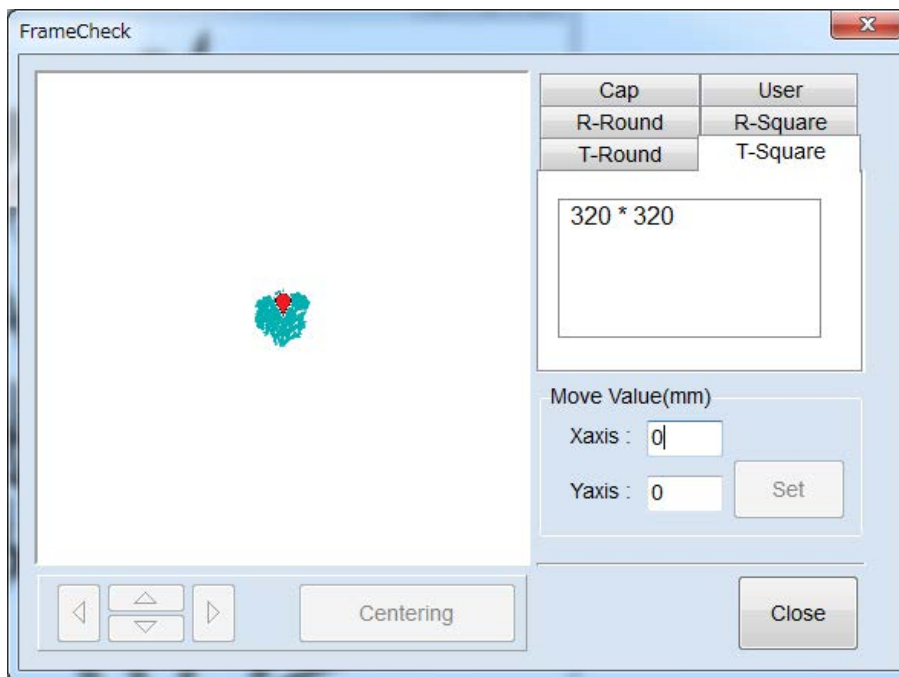 FrameCheck
Cap User
R-Round R-Square
T-Round T-Square
320 * 320
Move Value(mm)
Xaxis : 0
Yaxis : 0 Set
Centering
Close